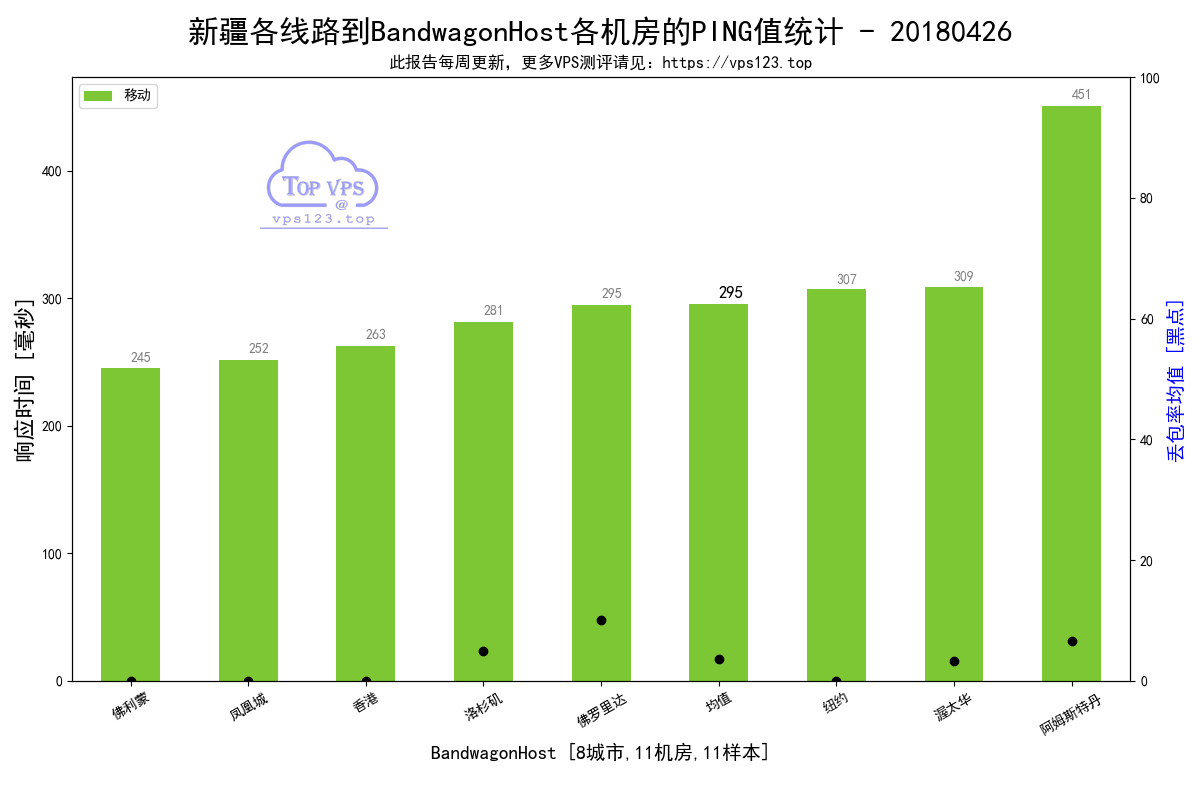 新疆各线路到BandwagonHost各机房的PING值统计 - 20180426
此报告每周更新，更多VPS测评请见：https://vps123.top
移动
TOP VPS
@
vps123.top
响应时间 [毫秒]
400
300
200
100
0
245
252
263
281
295
295
307
309
451
100
80
60
40
20
0
丢包率均值 [黑点]
佛利蒙
凤凰城
香港
洛杉矶
佛罗里达
均值
纽约
渥太华
阿姆斯特丹
BandwagonHost [8城市,11机房,11样本]